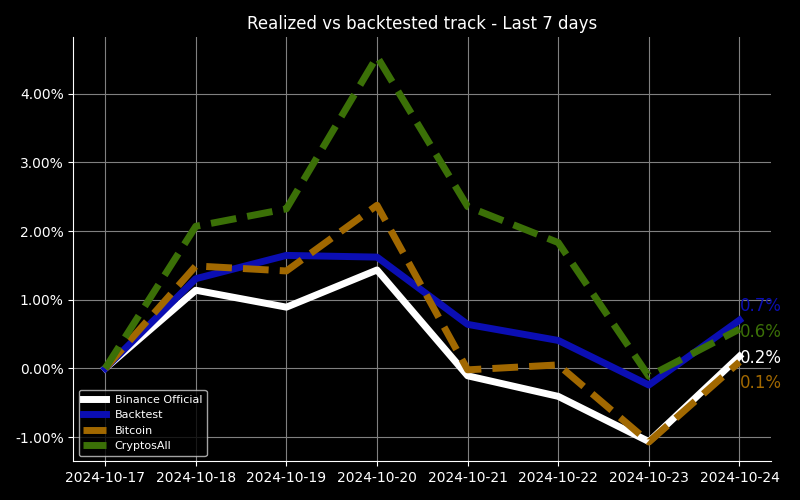 Realized vs backtested track - Last 7 days
4.00%
3.00%
2.00%
1.00%
0.00%
-1.00%
0.7%
0.6%
0.2%
0.1%
Binance Official
Backtest
Bitcoin
CryptosAll
2024-10-17 2024-10-18 2024-10-19 2024-10-20 2024-10-21 2024-10-22 2024-10-23 2024-10-24